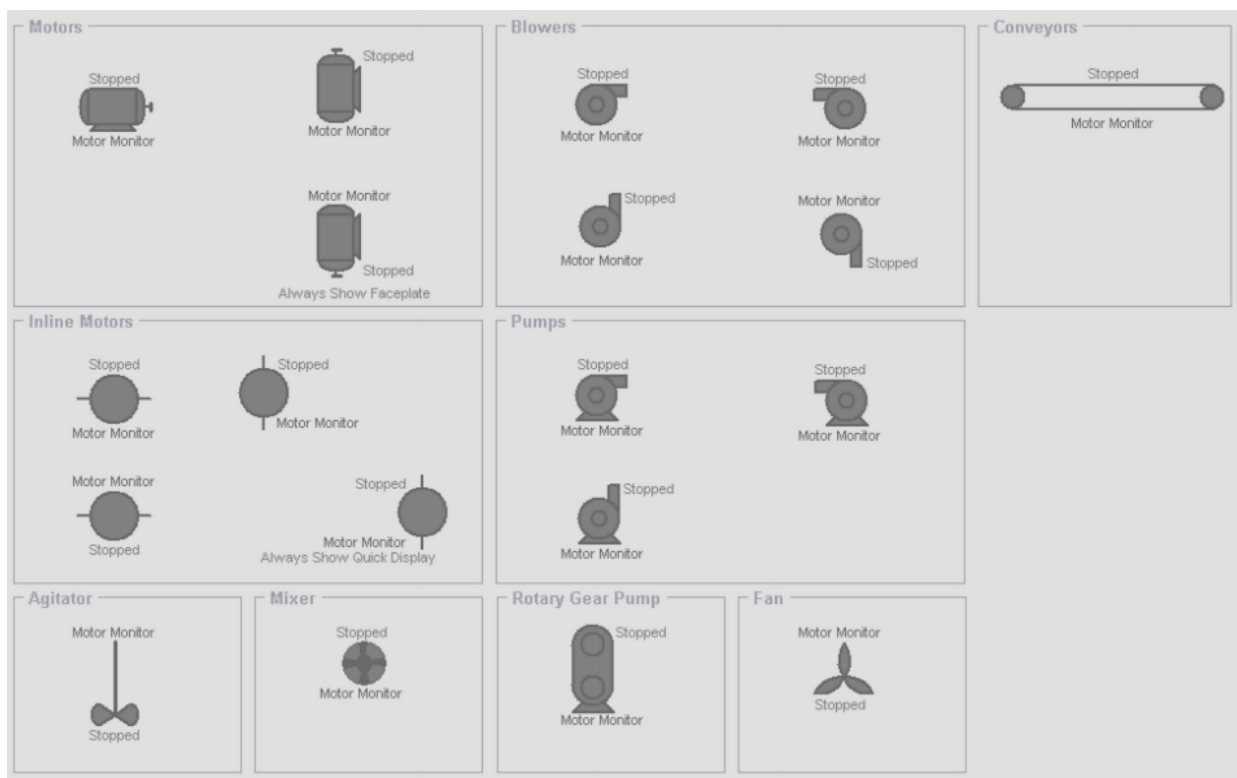 Motors
Stopped
Motor Monitor
Stopped
Motor Monitor
Motor Monitor
Stopped
Always Show Faceplate
Blowers
Stopped
Motor Monitor
Stopped
Motor Monitor
Stopped
Motor Monitor
Motor Monitor
Stopped
Conveyors
Stopped
Motor Monitor
Inline Motors
Stopped
Motor Monitor
Stopped
Motor Monitor
Motor Monitor
Stopped
Stopped
Motor Monitor
Always Show Quick Display
Pumps
Stopped
Motor Monitor
Stopped
Motor Monitor
Stopped
Motor Monitor
Agitator
Motor Monitor
Stopped
Mixer
Stopped
Motor Monitor
Rotary Gear Pump
Stopped
Motor Monitor
Fan
Motor Monitor
Stopped